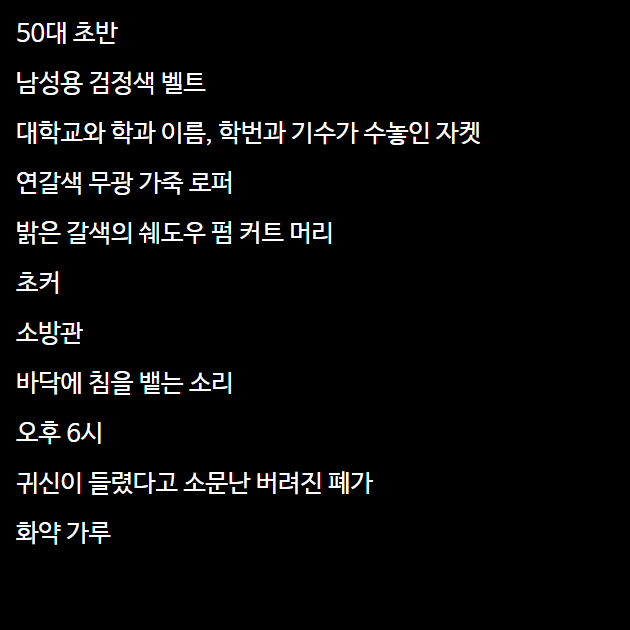 50대 초반
남성용 검정색 벨트
대학교와 학과 이름, 학번과 기수가 수놓인 자켓
연갈색 무광 가죽 로퍼
밝은 갈색의 쉐도우 펌 커트 머리
초커
소방관
바닥에 침을 뱉는 소리
오후 6시
귀신이 들렸다고 소문난 버려진 폐가
화약 가루